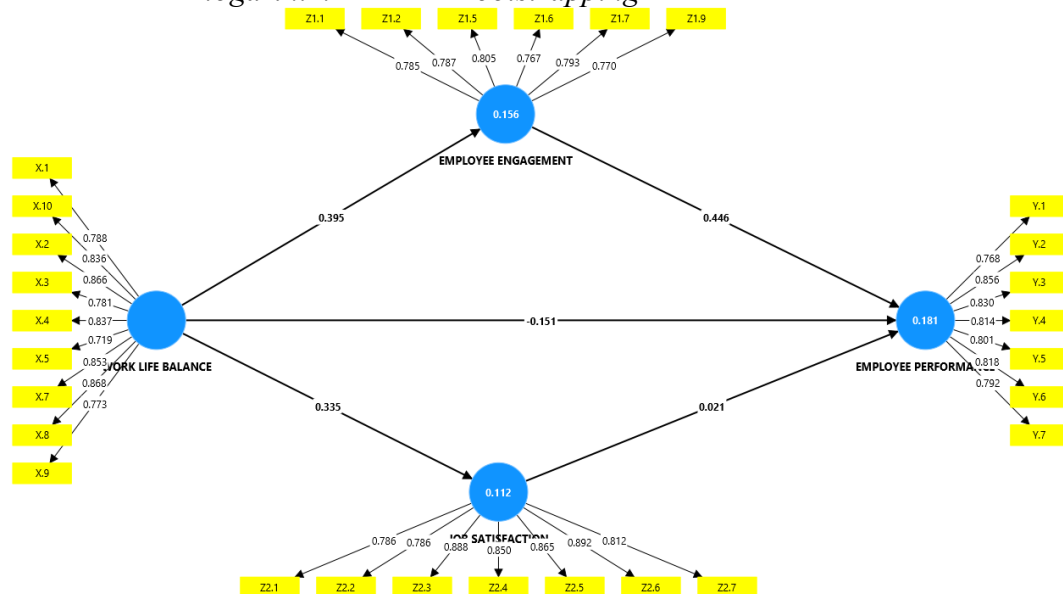 Z1.1 Z1.2 Z1.5 Z1.6 Z1.7 Z1.9
0.785 0.787 0.805 0.767 0.793 0.770
0.156
EMPLOYEE ENGAGEMENT
X.1
X.10
X.2
X.3
X.4
X.5
X.7
X.8
X.9
0.788
0.836
0.866
0.781
0.837
0.719
0.853
0.868
0.773
WORK LIFE BALANCE
0.395
0.446
-0.151
0.335
0.021
0.181
EMPLOYEE PERFORMANCE
0.768
0.856
0.830
0.814
0.801
0.818
0.792
Y.1
Y.2
Y.3
Y.4
Y.5
Y.6
Y.7
0.112
JOB SATISFACTION
0.786 0.786 0.888 0.850 0.865 0.892 0.812
Z2.1 Z2.2 Z2.3 Z2.4 Z2.5 Z2.6 Z2.7